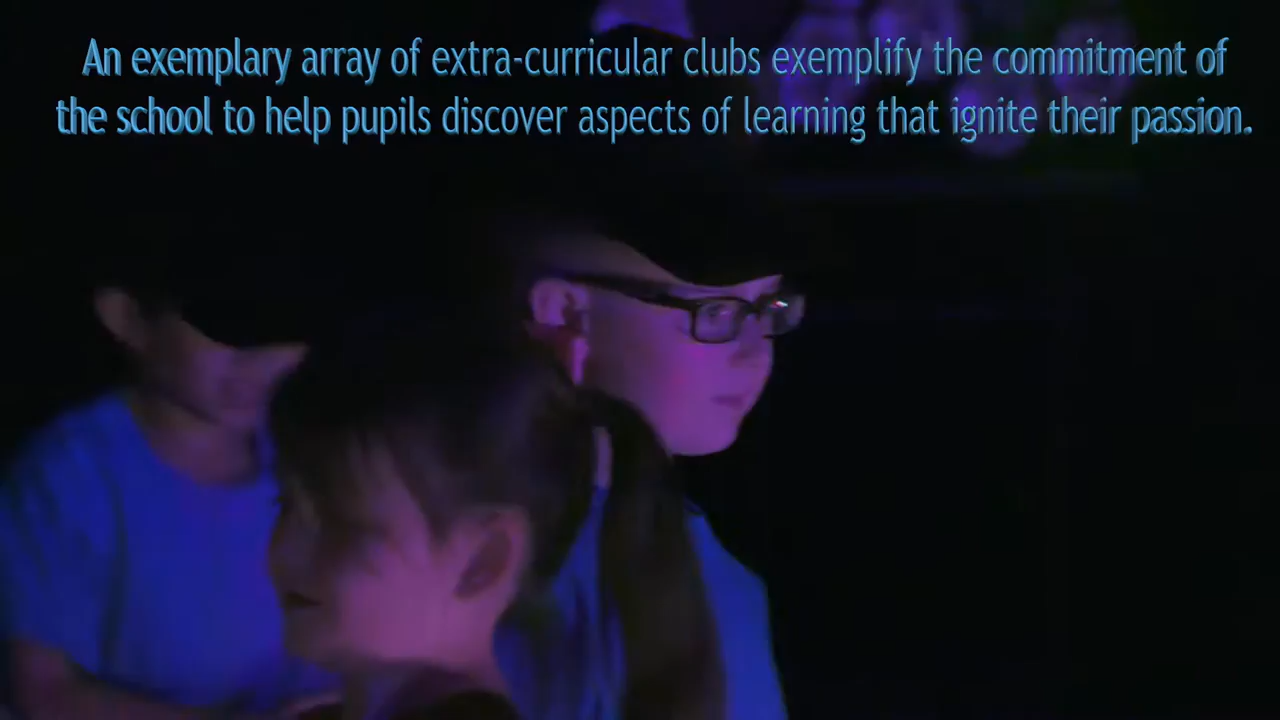 An exemplary array of extra-curricular clubs exemplify the commitment of
the school to help pupils discover aspects of learning that ignite their passion.